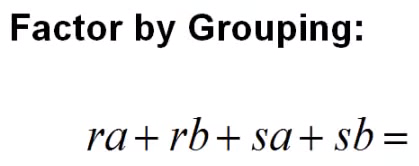 Factor by Grouping:
ra + rb + sa + sb =